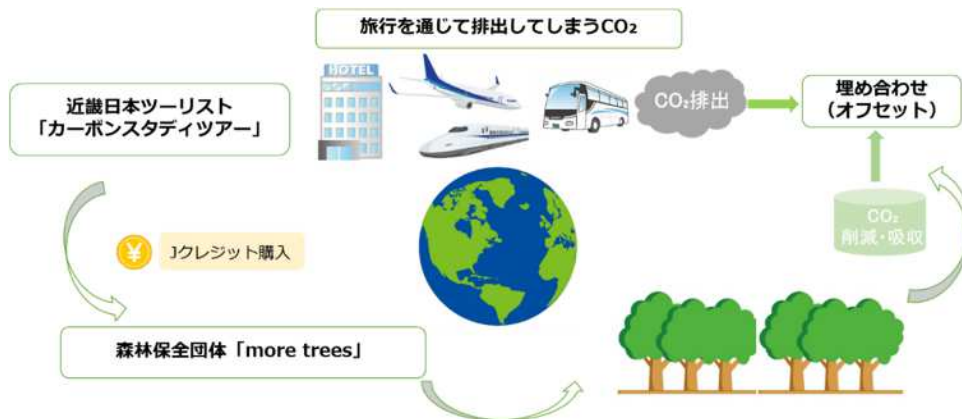 旅行を通じて排出してしまうCO₂
HOTEL
近畿日本ツーリスト
「カーボンスタディツアー」
CO₂排出
埋め合わせ
（オフセット）
CO₂
削減・吸収
¥
Jクレジット購入
森林保全団体「more trees」